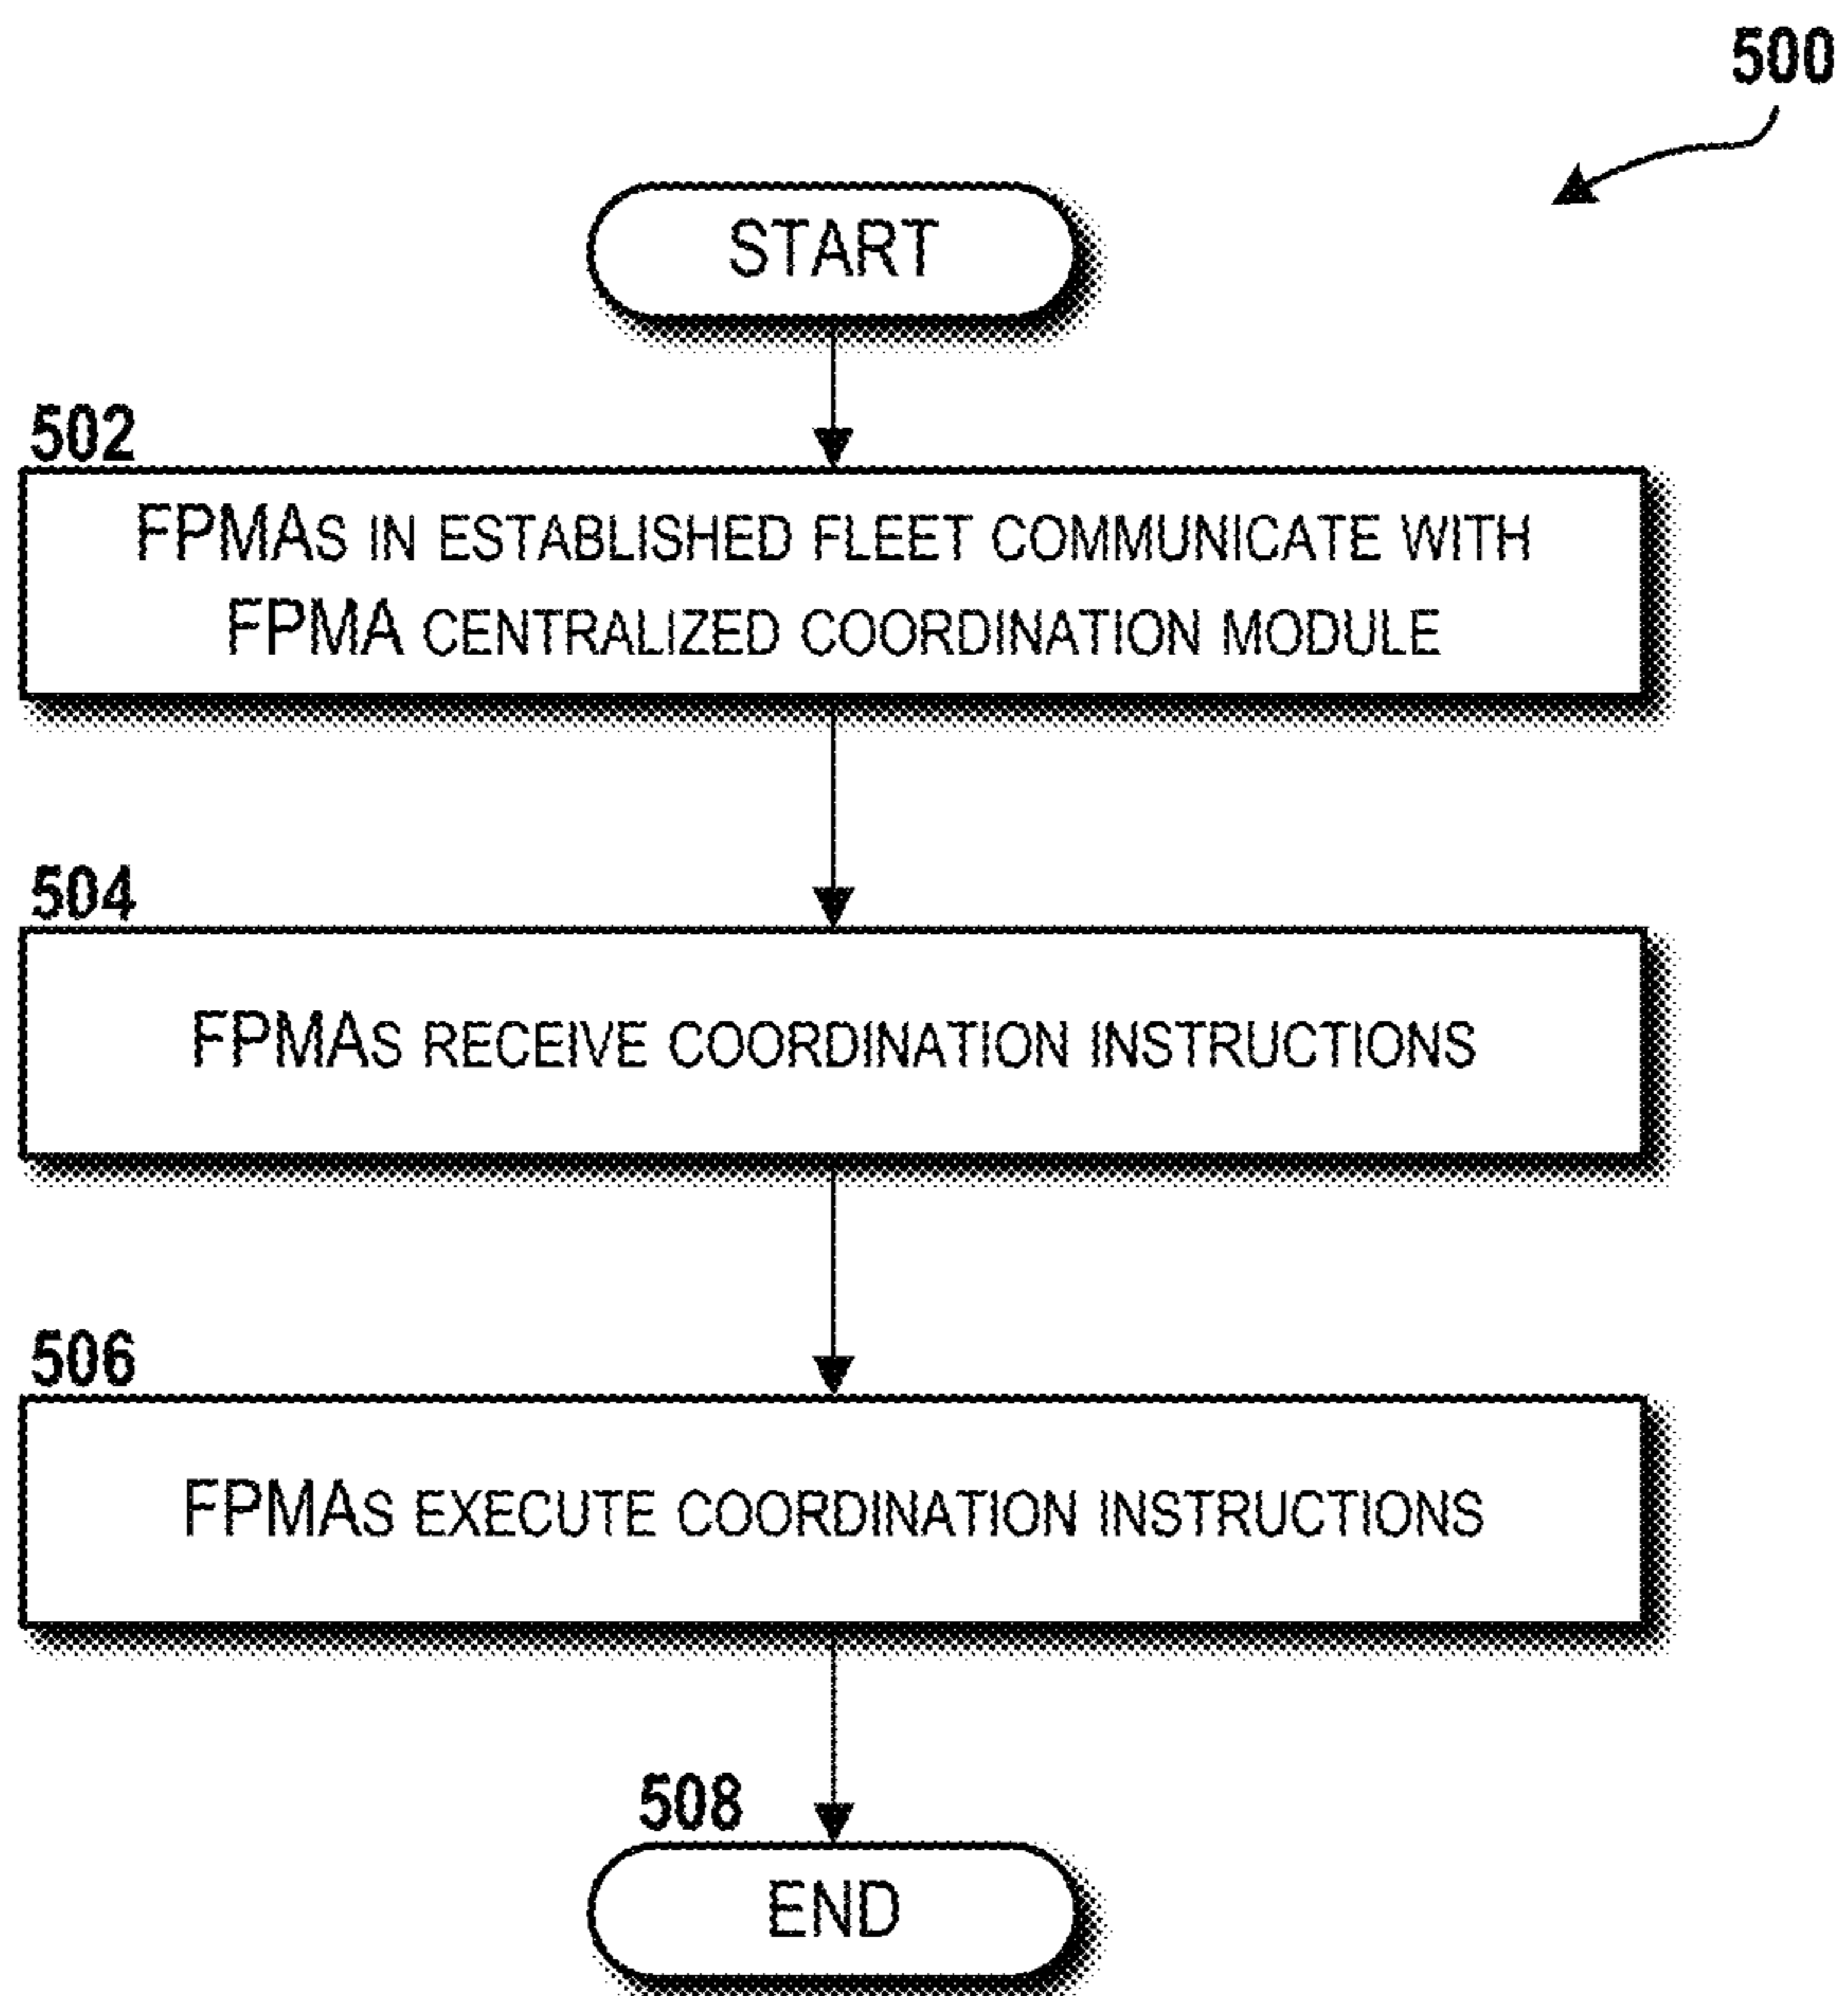 500
START
502
FPMAs IN ESTABLISHED FLEET COMMUNICATE WITH
FPMA CENTRALIZED COORDINATION MODULE
504
FPMAs RECEIVE COORDINATION INSTRUCTIONS
506
FPMAs EXECUTE COORDINATION INSTRUCTIONS
508
END